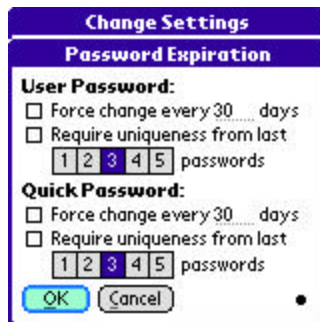 Change Settings
Password Expiration
User Password:
Force change every 30 days
Require uniqueness from last
1 2 3 4 5 passwords
Quick Password:
Force change every 30 days
Require uniqueness from last
1 2 3 4 5 passwords
OK Cancel